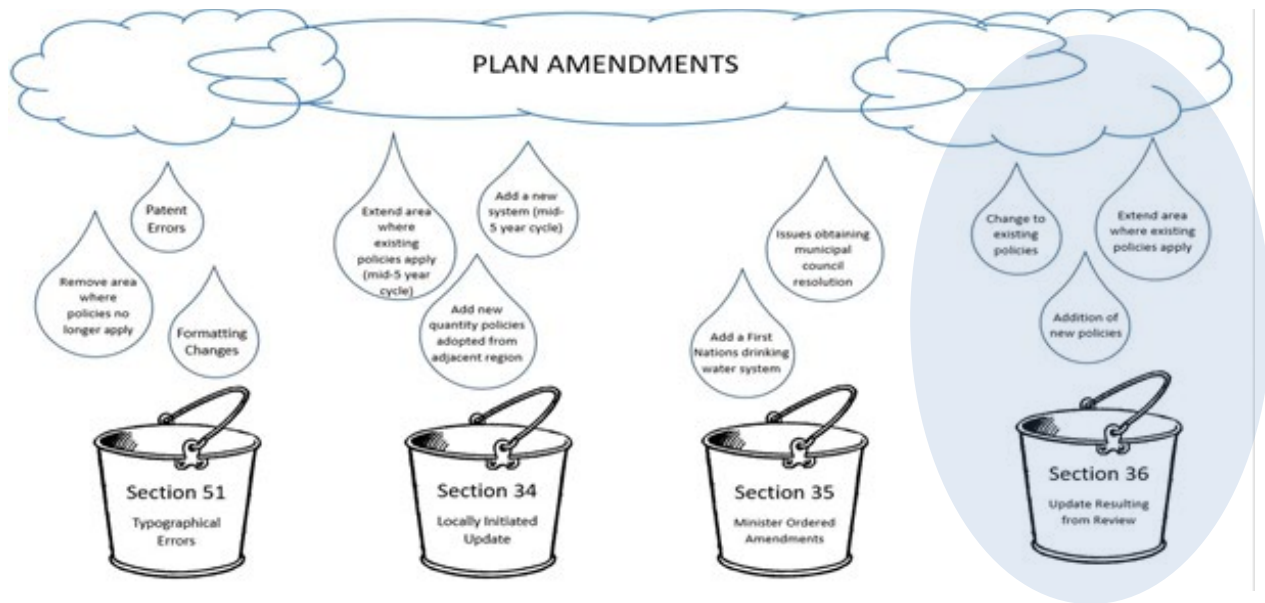 PLAN AMENDMENTS
Patent
Errors
Remove area
where
policies no
longer apply
Formatting
Changes
Extend area
where
existing
policies apply
(mid-5 year
cycle)
Add a new
system (mid-
5 year cycle)
Add new
quantity policies
adopted from
adjacent region
Issues obtaining
municipal
council
resolution
Add a First
Nations drinking
water system
Change to
existing
policies
Extend area
where existing
policies apply
Addition of
new policies
Section 51
Typographical
Errors
Section 34
Locally Initiated
Update
Section 35
Minister Ordered
Amendments
Section 36
Update Resulting
from Review